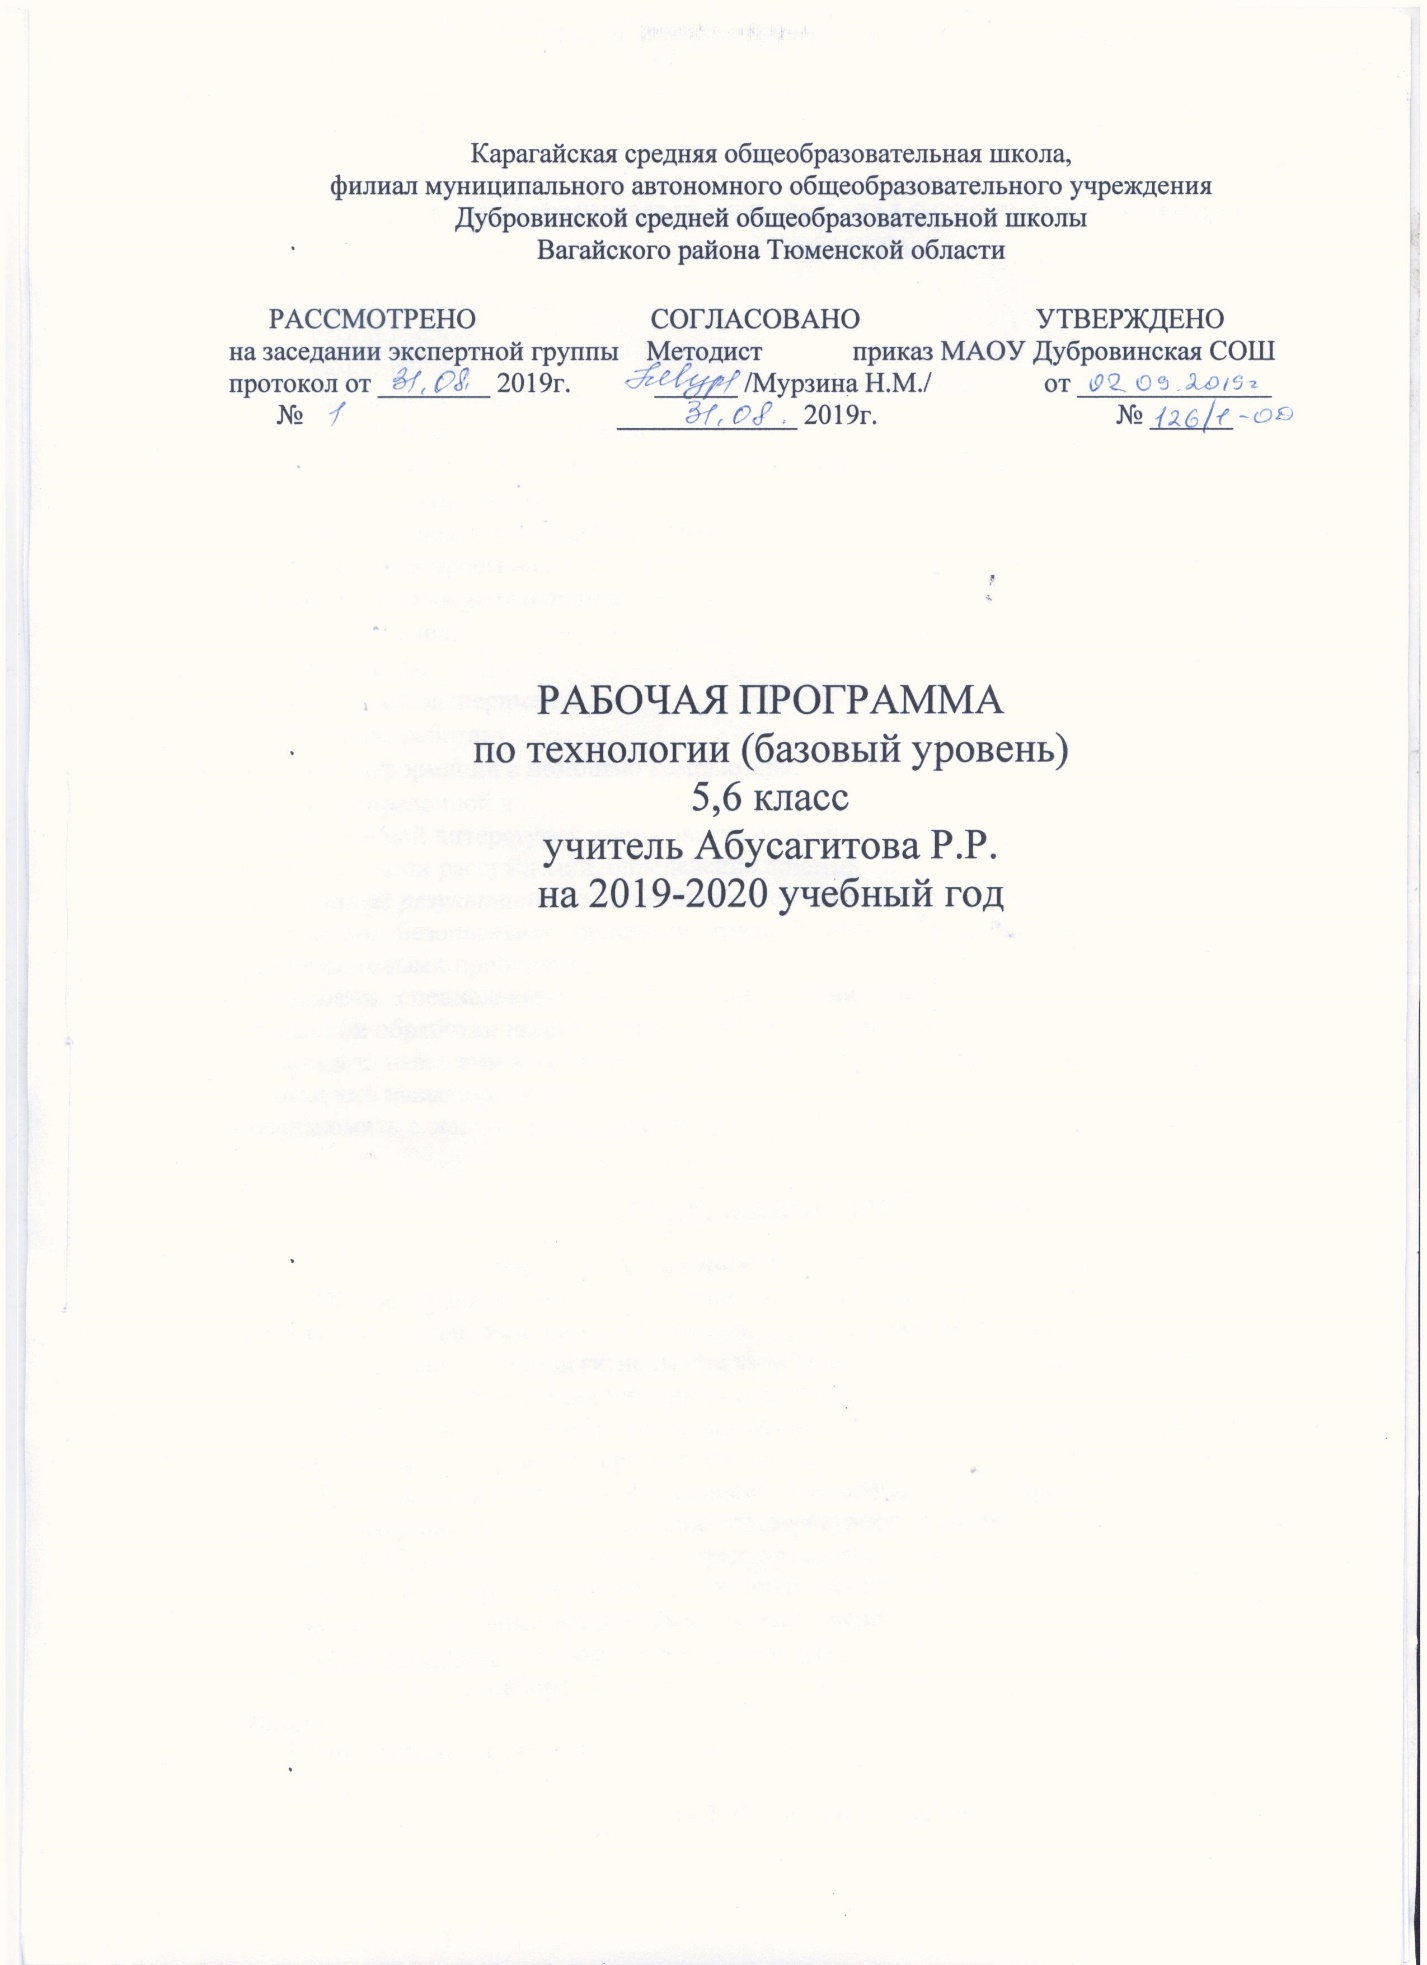 Карагайская средняя общеобразовательная школа,
филиал муниципального автономного общеобразовательного учреждения
Дубровинской средней общеобразовательной школы
Вагайского района Тюменской области
РАССМОТРЕНО СОГЛАСОВАНО УТВЕРЖДЕНО
на заседании экспертной группы Методист приказ МАОУ Дубровинская СОШ
протокол от 31.08. 2019г. /Мурзина Н.М./ от 02.09.2019г
№ 1 31.08. 2019г. № 126/1-ОД
РАБОЧАЯ ПРОГРАММА
по технологии (базовый уровень)
5,6 класс
учитель Абусагитова Р.Р.
на 2019-2020 учебный год